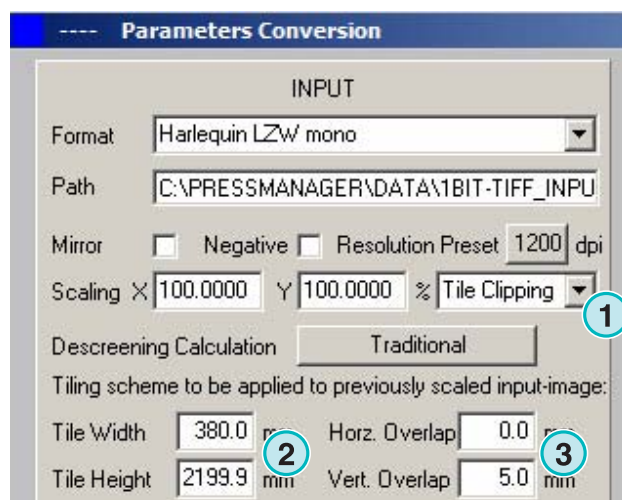 ---- Parameters Conversion
INPUT
Format Harlequin LZW mono
Path C:\PRESSMANAGER\DATA\1BIT-TIFF_INPU
Mirror Negative Resolution Preset 1200 dpi
Scaling X 100.0000 Y 100.0000 % Tile Clipping
1
Descreening Calculation Traditional
Tiling scheme to be applied to previously scaled input-image:
Tile Width 380.0 Horz. Overlap 0.0
2 3
Tile Height 2199.9 mm Vert. Overlap 5.0 mm